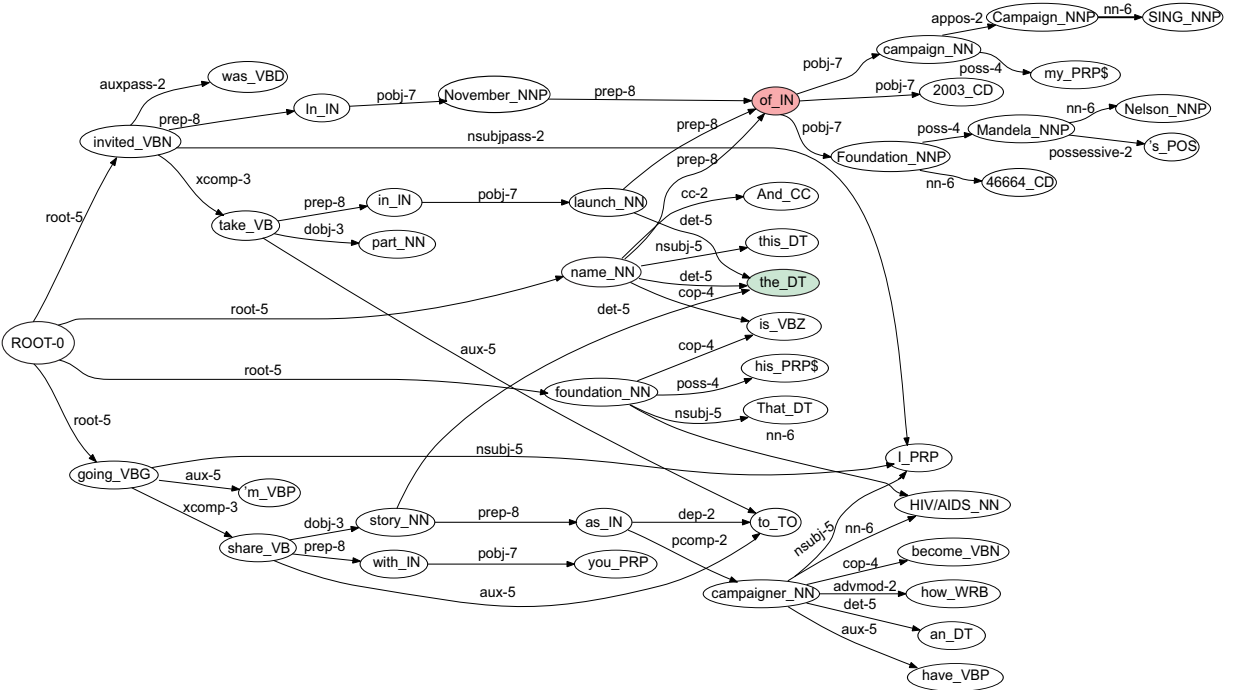 appos-2
Campaign_NNP
nn-6
SING_NNP
campaign_NN
pobj-7
poss-4
my_PRP$
auxpass-2
was_VBD
In_IN
pobj-7
November_NNP
prep-8
of_IN
pobj-7
2003_CD
prep-8
nn-6
Nelson_NNP
invited_VBN
nsubjpass-2
prep-8
pobj-7
poss-4
Mandela_NNP
possessive-2
's_POS
Foundation_NNP
nn-6
46664_CD
prep-8
xcomp-3
root-5
take_VB
prep-8
in_IN
pobj-7
launch_NN
cc-2
And_CC
dobj-3
part_NN
det-5
nsubj-5
this_DT
name_NN
det-5
the_DT
cop-4
root-5
det-5
is_VBZ
ROOT-0
aux-5
cop-4
root-5
foundation_NN
poss-4
his_PRP$
nsubj-5
That_DT
root-5
nn-6
nsubj-5
I_PRP
going_VBG
aux-5
'm_VBP
xcomp-3
HIV/AIDS_NN
dobj-3
story_NN
prep-8
as_IN
dep-2
to_TO
nsubj-5
nn-6
share_VB
prep-8
with_IN
pobj-7
you_PRP
pcomp-2
cop-4
become_VBN
aux-5
campaigner_NN
advmod-2
how_WRB
det-5
an_DT
aux-5
have_VBP